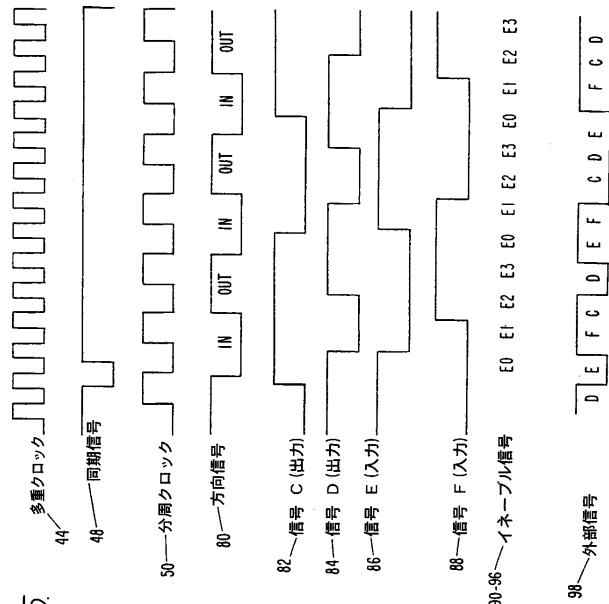 多重クロック
44
同期信号
48
分周クロック
50
方向信号
80
IN OUT IN OUT IN OUT
信号 C (出力)
82
信号 D (出力)
84
信号 E (入力)
86
信号 F (入力)
88
イネーブル信号
90-96
E0 E1 E2 E3 E0 E1 E2 E3 E0 E1 E2 E3
外部信号
98
D E F C D E F C D E F C D